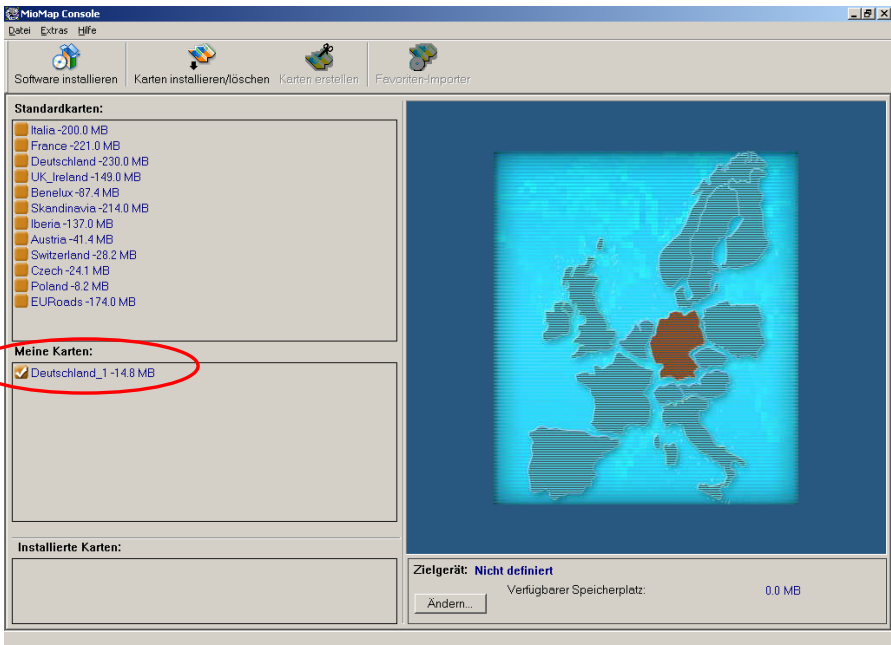 MioMap Console
Datei Extras Hilfe
Software installieren Karten installieren/löschen Karten erstellen Favoriten-Importer
Standardkarten:
Italia -200.0 MB
France -221.0 MB
Deutschland -230.0 MB
UK_Ireland -149.0 MB
Benelux -87.4 MB
Skandinavia -214.0 MB
Iberia -137.0 MB
Austria -41.4 MB
Switzerland -28.2 MB
Czech -24.1 MB
Poland -8.2 MB
EURoads -174.0 MB
Meine Karten:
Deutschland_1 -14.8 MB
Installierte Karten:
Zielgerät: Nicht definiert
Verfügbarer Speicherplatz: 0.0 MB
Ändern...